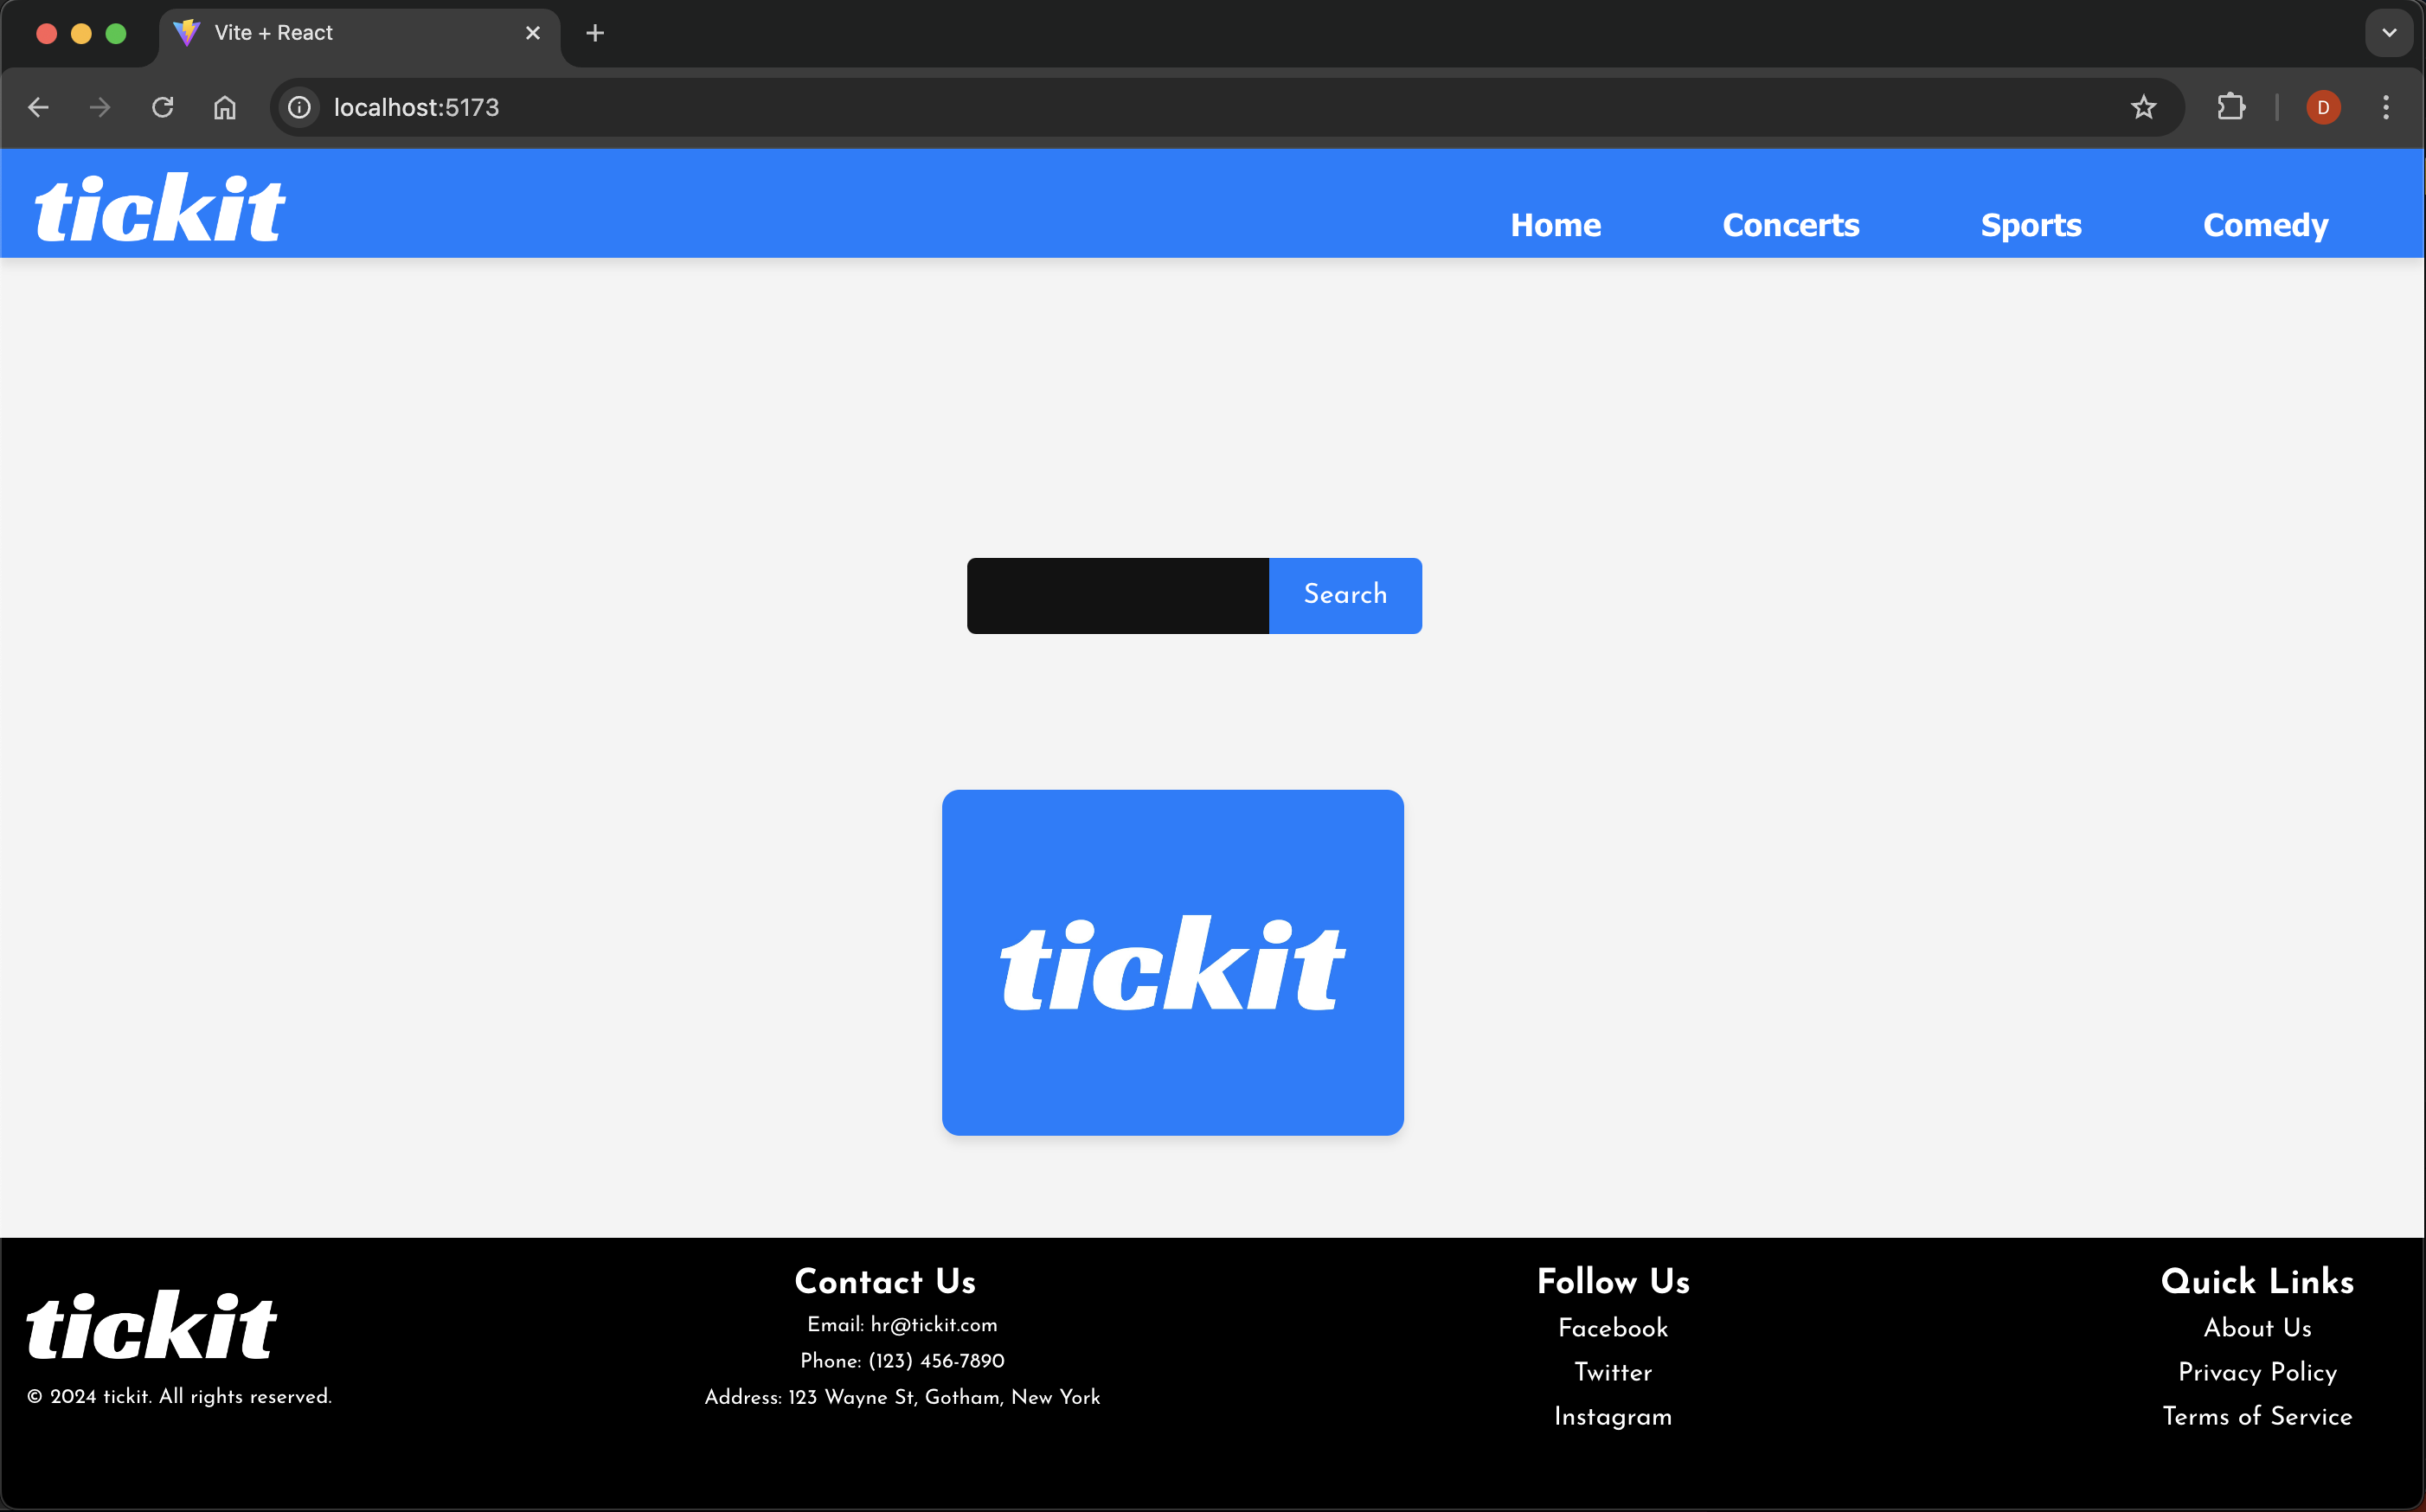 Vite + React
localhost:5173
D
tickit
Home Concerts Sports Comedy
Search
tickit
tickit
© 2024 tickit. All rights reserved.
Contact Us
Email: hr@tickit.com
Phone: (123) 456-7890
Address: 123 Wayne St, Gotham, New York
Follow Us
Facebook
Twitter
Instagram
Quick Links
About Us
Privacy Policy
Terms of Service